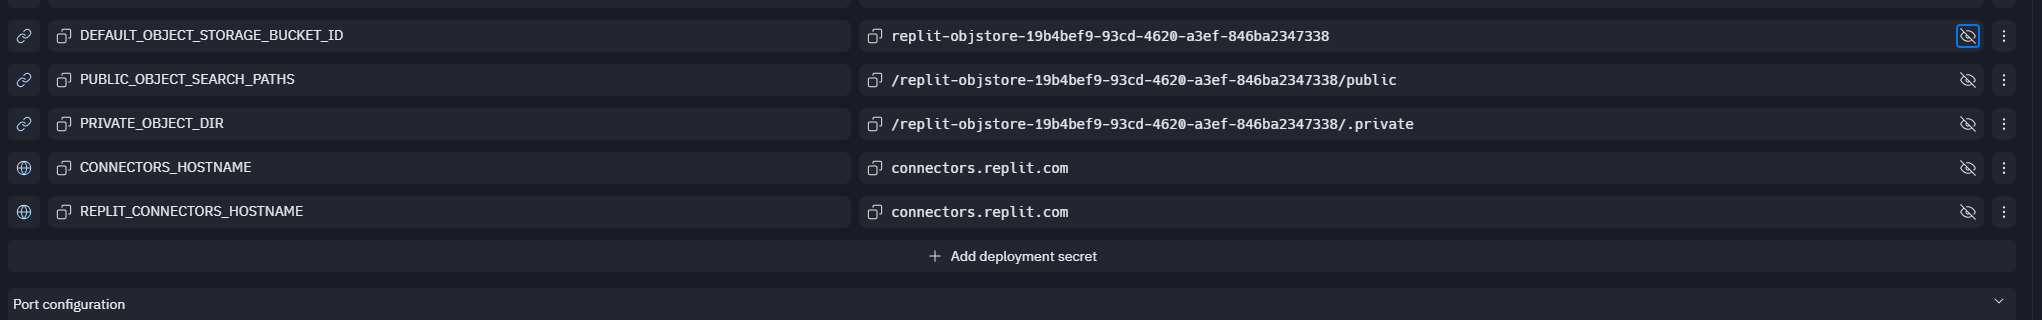 DEFAULT_OBJECT_STORAGE_BUCKET_ID replit-objstore-19b4bef9-93cd-4620-a3ef-846ba2347338
PUBLIC_OBJECT_SEARCH_PATHS /replit-objstore-19b4bef9-93cd-4620-a3ef-846ba2347338/public
PRIVATE_OBJECT_DIR /replit-objstore-19b4bef9-93cd-4620-a3ef-846ba2347338/.private
CONNECTORS_HOSTNAME connectors.replit.com
REPLIT_CONNECTORS_HOSTNAME connectors.replit.com
Add deployment secret
Port configuration